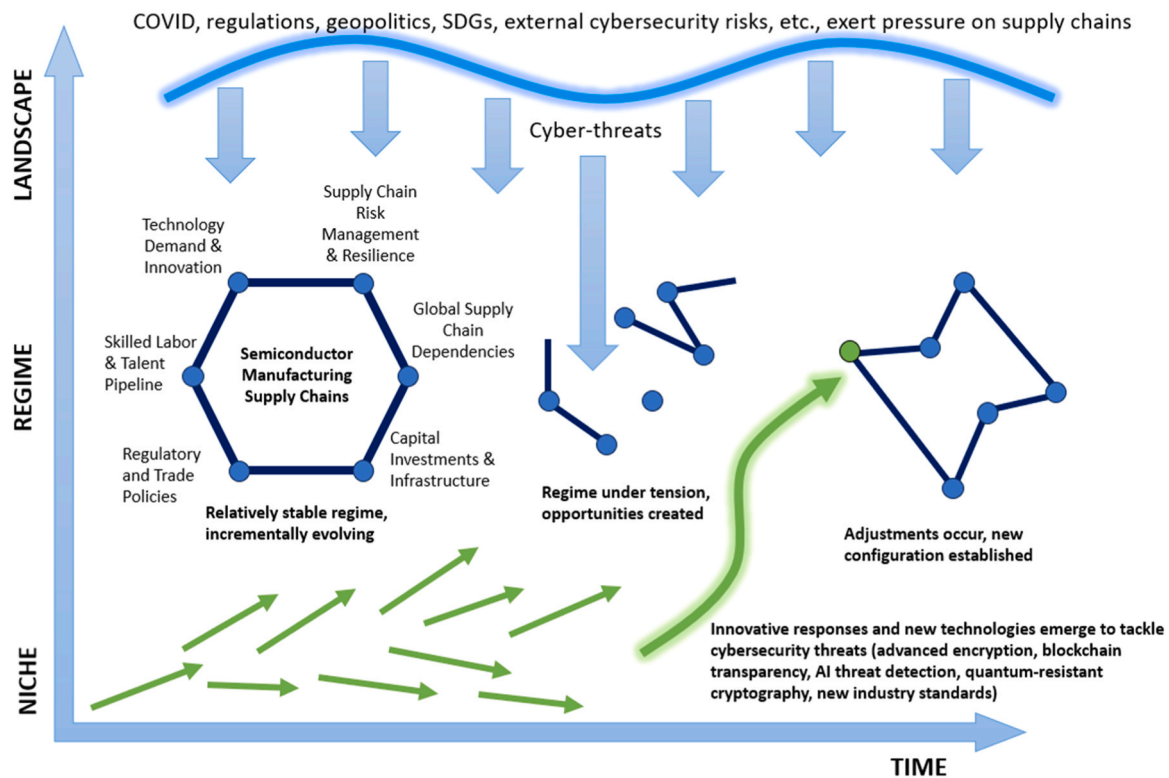 COVID, regulations, geopolitics, SDGs, external cybersecurity risks, etc., exert pressure on supply chains
LANDSCAPE
Cyber-threats
Supply Chain
Risk
Management
& Resilience
Technology
Demand &
Innovation
Global Supply
Chain
Dependencies
Skilled Labor
& Talent
Pipeline
Semiconductor
Manufacturing
Supply Chains
REGIME
Regulatory
and Trade
Policies
Capital
Investments &
Infrastructure
Relatively stable regime,
incrementally evolving
Regime under tension,
opportunities created
Adjustments occur, new
configuration established
Innovative responses and new technologies emerge to tackle
cybersecurity threats (advanced encryption, blockchain
transparency, AI threat detection, quantum-resistant
cryptography, new industry standards)
NICHE
TIME